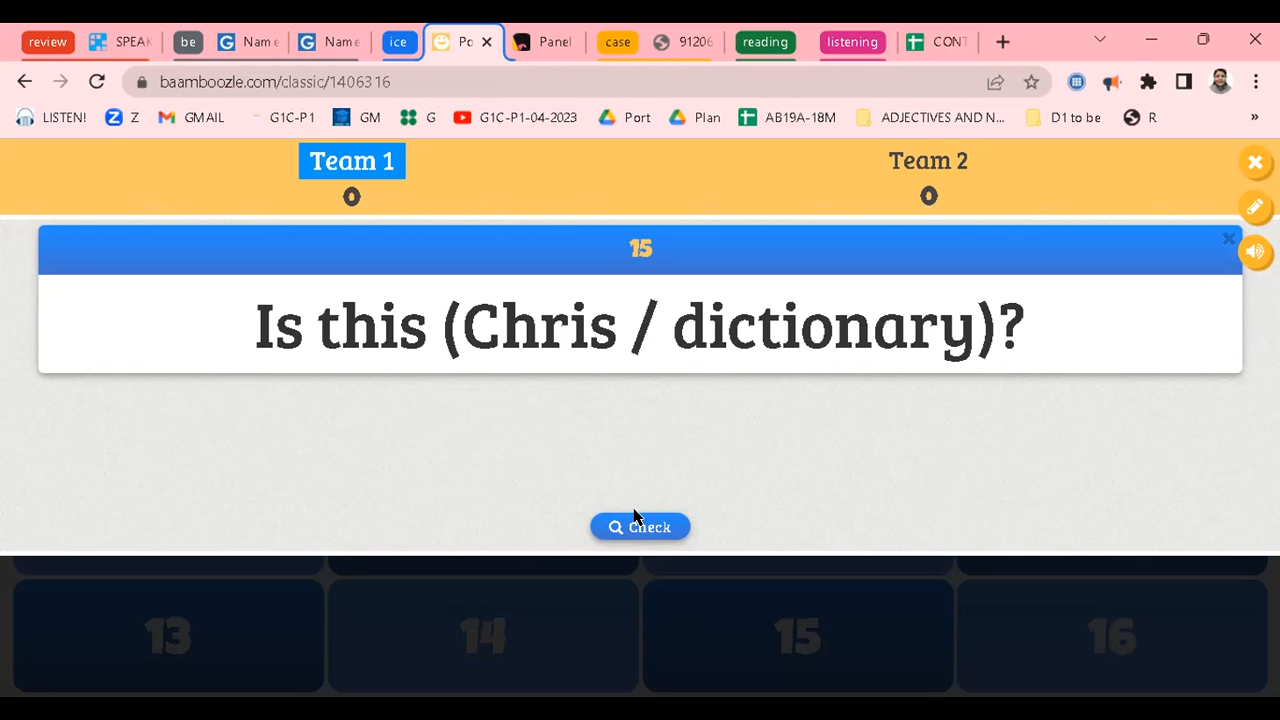 review SPEAK be Name Name ice Po Panel case 91206 reading listening CONT
baamboozle.com/classic/1406316
LISTEN! Z GMAIL G1C-P1 GM G G1C-P1-04-2023 Port Plan AB19A-18M ADJECTIVES AND N... D1 to be R »
Team 1 Team 2
0 0
15
Is this (Chris / dictionary)?
Check
13 14 15 16